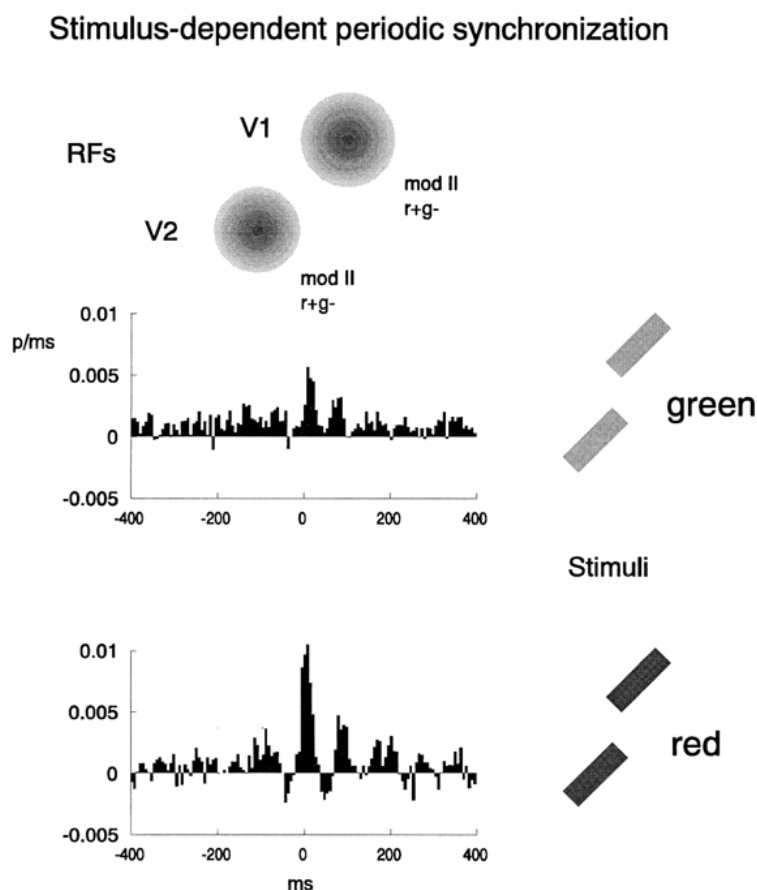 Stimulus-dependent periodic synchronization
V1
RFs
mod II
r+g-
V2
mod II
r+g-
0.01
p/ms
0.005
0
-0.005
-400 -200 0 200 400
green
Stimuli
0.01
0.005
0
-0.005
-400 -200 0 200 400
ms
red